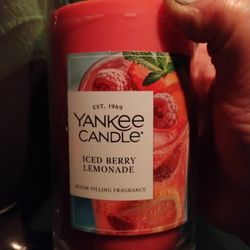 EST. 1969
YANKEE
CANDLE®
ICED BERRY
LEMONADE
ROOM-FILLING FRAGRANCE